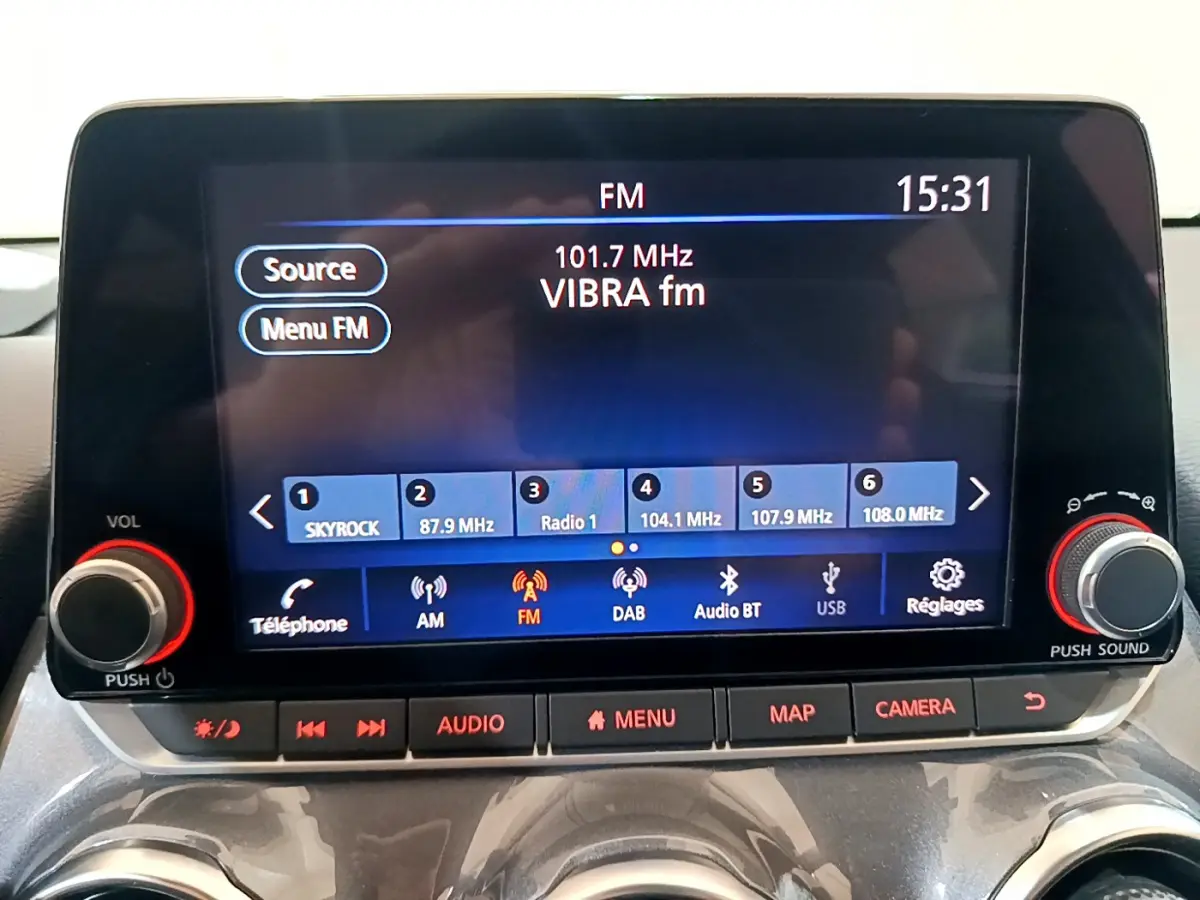 FM
15:31
Source
101.7 MHz
VIBRA fm
Menu FM
1
SKYROCK
2
87.9 MHz
3
Radio 1
4
104.1 MHz
5
107.9 MHz
6
108.0 MHz
VOL
PUSH
Téléphone
AM
FM
DAB
Audio BT
USB
Réglages
PUSH SOUND
AUDIO
MENU
MAP
CAMERA